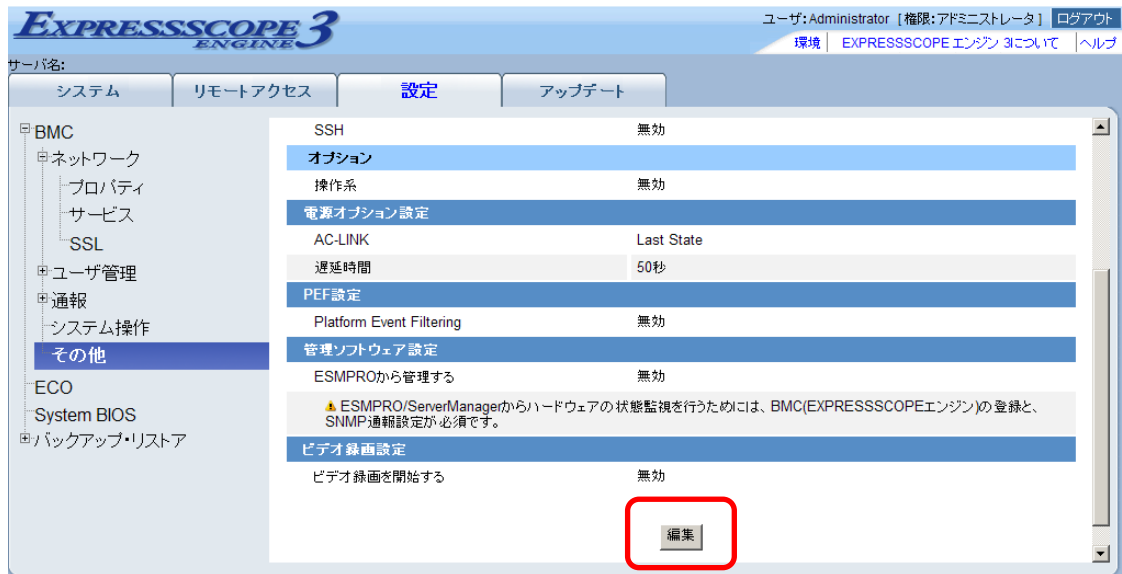 EXPRESSSCOPE
ENGINE 3
ユーザ:Administrator [権限:アドミニストレータ] ログアウト
環境 EXPRESSSCOPE エンジン 3について ヘルプ
サーバ名:
システム リモートアクセス 設定 アップデート
BMC
ネットワーク
プロパティ
サービス
SSL
ユーザ管理
通報
システム操作
その他
ECO
System BIOS
バックアップ・リストア
SSH 無効
オプション
操作系 無効
電源オプション設定
AC-LINK Last State
遅延時間 50秒
PEF設定
Platform Event Filtering 無効
管理ソフトウェア設定
ESMPROから管理する 無効
ESMPRO/ServerManagerからハードウェアの状態監視を行うためには、BMC(EXPRESSSCOPEエンジン)の登録と、
SNMP通報設定が必須です。
ビデオ録画設定
ビデオ録画を開始する 無効
編集